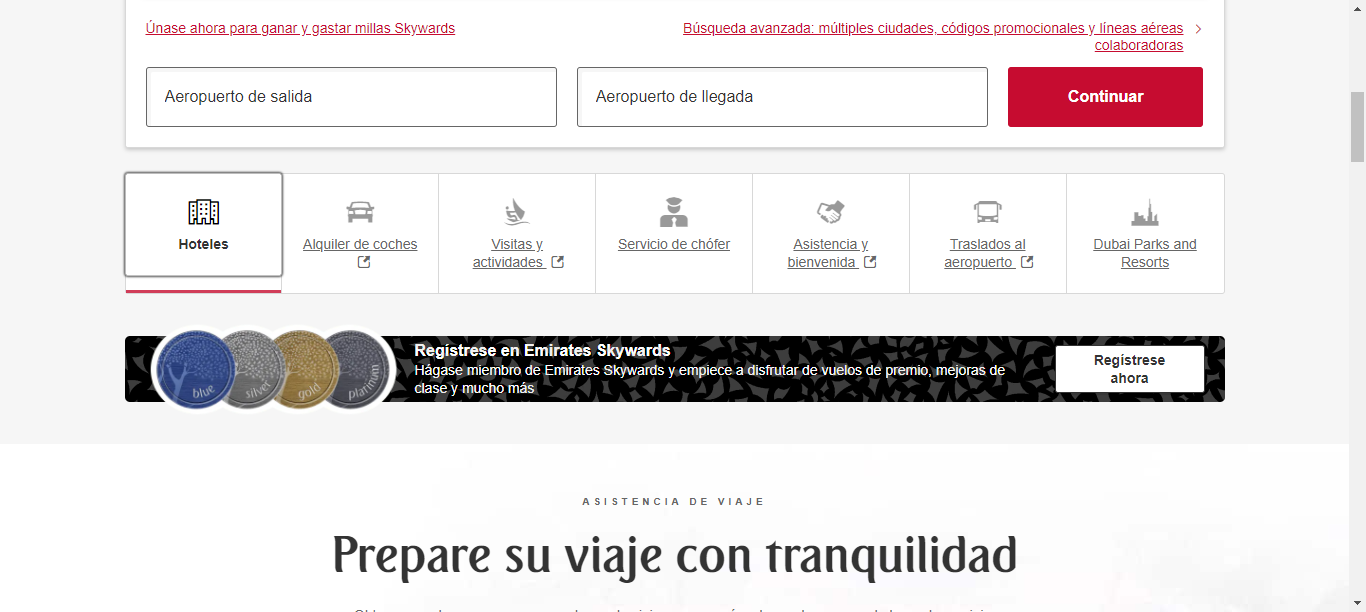 Únase ahora para ganar y gastar millas Skywards
Búsqueda avanzada: múltiples ciudades, códigos promocionales y líneas aéreas
colaboradoras
Aeropuerto de salida
Aeropuerto de llegada
Continuar
Hoteles
Alquiler de coches
Visitas y
actividades
Servicio de chófer
Asistencia y
bienvenida
Traslados al
aeropuerto
Dubai Parks and
Resorts
blue
silver
gold
platinum
Regístrese en Emirates Skywards
Hágase miembro de Emirates Skywards y empiece a disfrutar de vuelos de premio, mejoras de
clase y mucho más
Regístrese
ahora
ASISTENCIA DE VIAJE
Prepare su viaje con tranquilidad